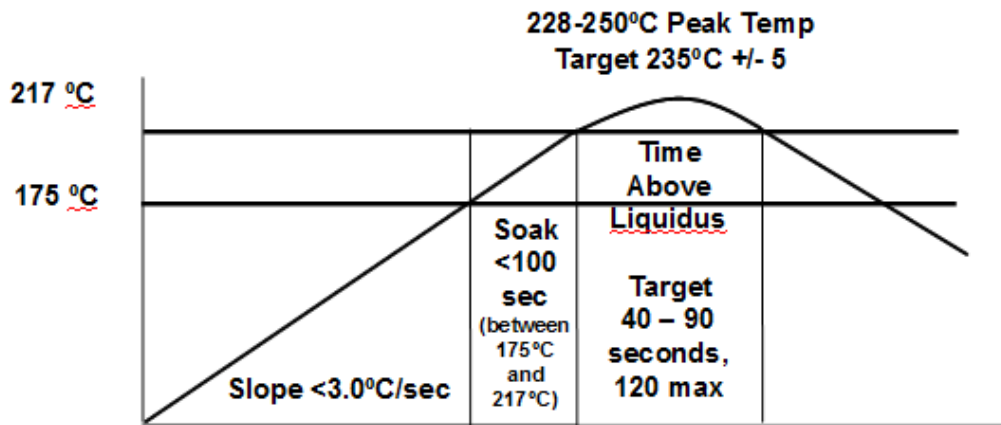 228-250⁰C Peak Temp
Target 235⁰C +/- 5
217 ⁰C
175 ⁰C
Time
Above
Liquidus
Target
40 – 90
seconds,
120 max
Soak
<100
sec
(between
175⁰C
and
217⁰C)
Slope <3.0⁰C/sec